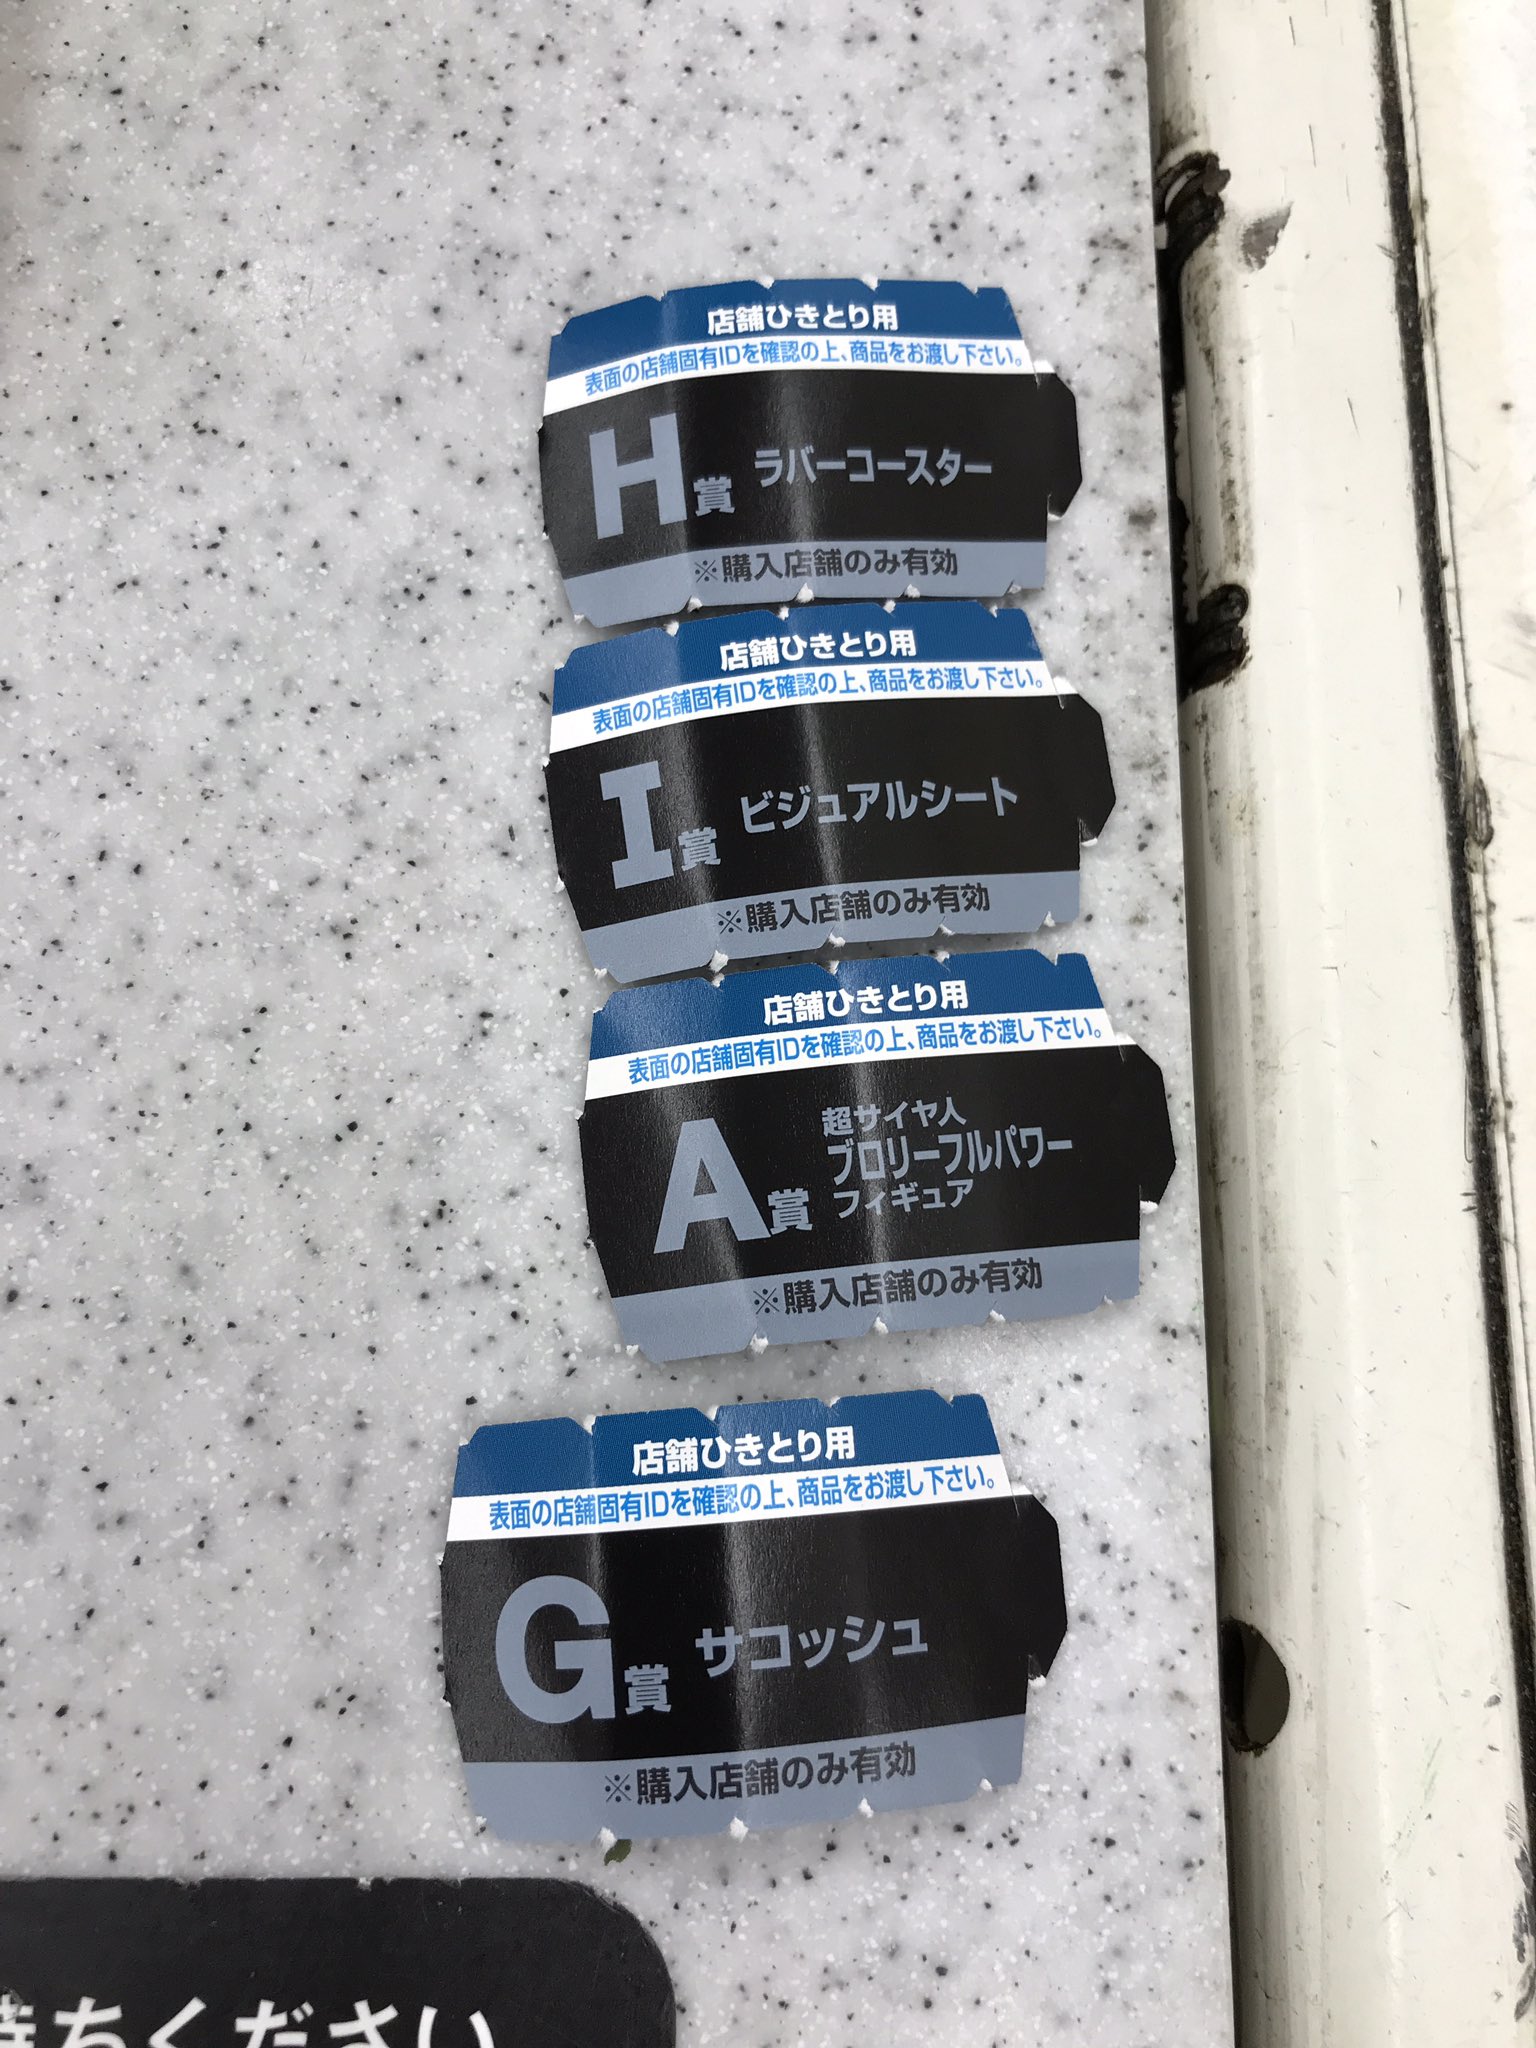 店舗ひきとり用
表面の店舗固有IDを確認の上、商品をお渡し下さい。
H賞 ラバーコースター
※購入店舗のみ有効
店舗ひきとり用
表面の店舗固有IDを確認の上、商品をお渡し下さい。
I賞 ビジュアルシート
※購入店舗のみ有効
店舗ひきとり用
表面の店舗固有IDを確認の上、商品をお渡し下さい。
A賞 超サイヤ人
ブロリーフルパワー
フィギュア
※購入店舗のみ有効
店舗ひきとり用
表面の店舗固有IDを確認の上、商品をお渡し下さい。
G賞 サコッシュ
※購入店舗のみ有効
待ちください